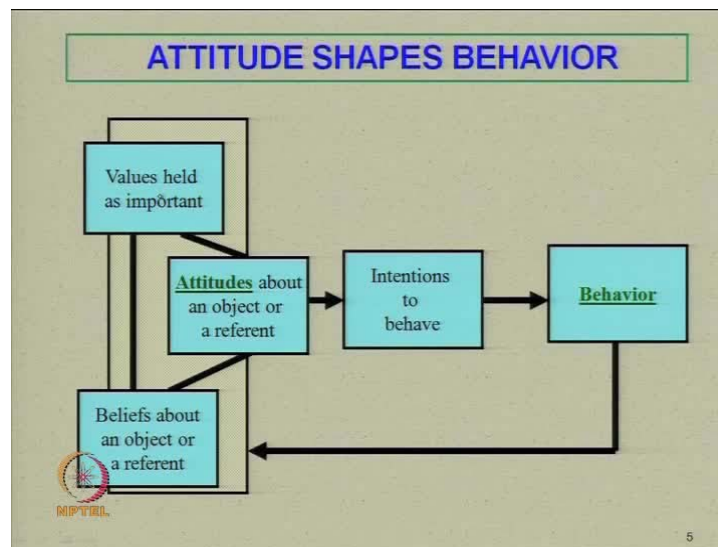 ATTITUDE SHAPES BEHAVIOR
Values held
as impõrtant
Attitudes about
an object or
a referent
Intentions
to
behave
Behavior
Beliefs about
an object or
a referent
NPTEL
5